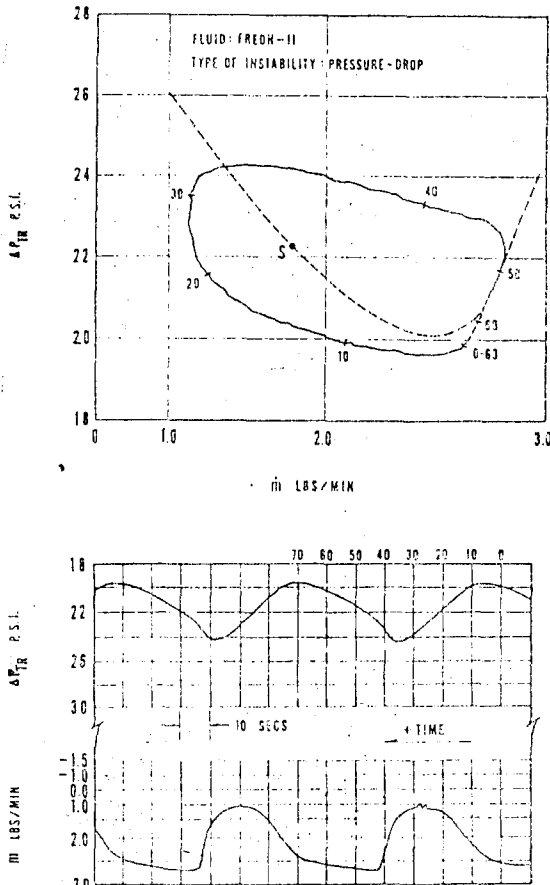 28
FLUID: FREON-11
TYPE OF INSTABILITY: PRESSURE-DROP
26
24
22
20
18
ΔP_TR P.S.I.
30
40
S
20
50
53
10
0-63
0 1.0 2.0 3.0
ṁ LBS/MIN
70 60 50 40 30 20 10 0
18
22
25
30
ΔP_TR P.S.I.
10 SECS
TIME
-1.5
-1.0
0.0
1.0
2.0
3.0
ṁ LBS/MIN